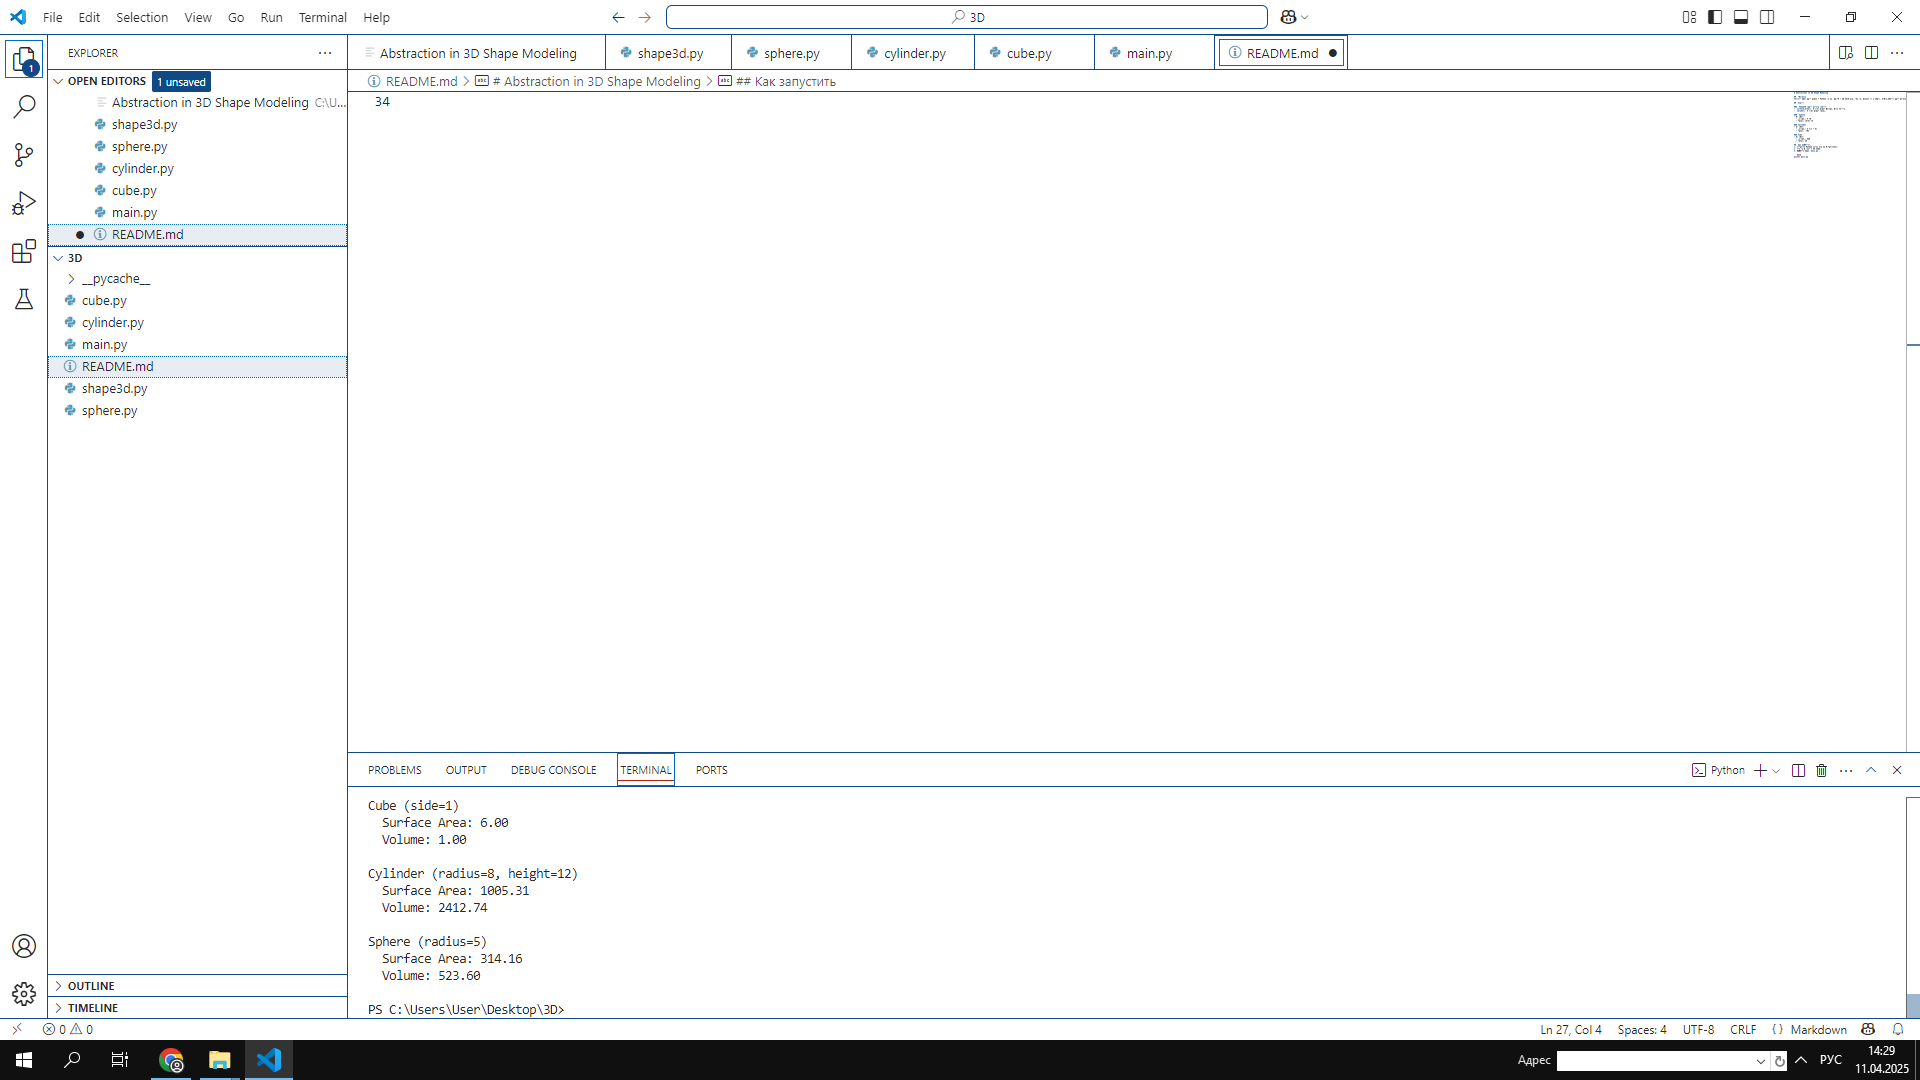 File Edit Selection View Go Run Terminal Help
3D
EXPLORER
Abstraction in 3D Shape Modeling
shape3d.py
sphere.py
cylinder.py
cube.py
main.py
README.md
1
OPEN EDITORS 1 unsaved
README.md > # Abstraction in 3D Shape Modeling > ## Как запустить
Abstraction in 3D Shape Modeling C:\U...
shape3d.py
sphere.py
cylinder.py
cube.py
main.py
README.md
3D
__pycache__
cube.py
cylinder.py
main.py
README.md
shape3d.py
sphere.py
34
PROBLEMS OUTPUT DEBUG CONSOLE TERMINAL PORTS
Python
Cube (side=1)
Surface Area: 6.00
Volume: 1.00
Cylinder (radius=8, height=12)
Surface Area: 1005.31
Volume: 2412.74
Sphere (radius=5)
Surface Area: 314.16
Volume: 523.60
PS C:\Users\User\Desktop\3D>
OUTLINE
TIMELINE
0 0
Ln 27, Col 4 Spaces: 4 UTF-8 CRLF {} Markdown
Адрес
РУС
14:29
11.04.2025